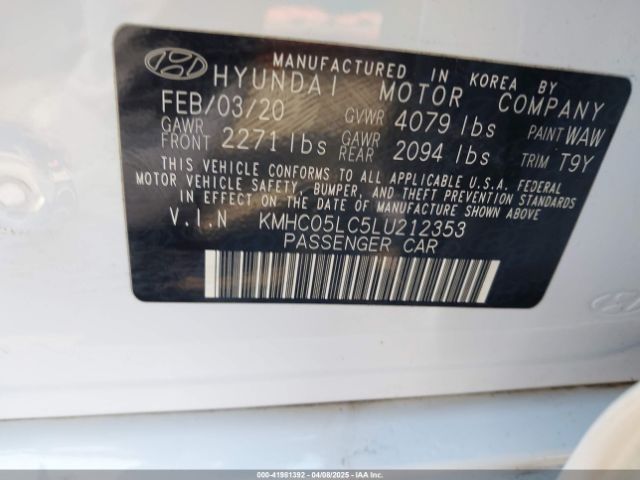 MANUFACTURED IN KOREA BY
HYUNDAI MOTOR COMPANY
FEB/03/20 GVWR 4079 lbs PAINT WAW
GAWR FRONT 2271 lbs GAWR REAR 2094 lbs TRIM T9Y
THIS VEHICLE CONFORMS TO ALL APPLICABLE U.S.A. FEDERAL
MOTOR VEHICLE SAFETY, BUMPER, AND THEFT PREVENTION STANDARDS
IN EFFECT ON THE DATE OF MANUFACTURE SHOWN ABOVE
V.I.N KMHC05LC5LU212353
PASSENGER CAR
000-41981392 - 04/08/2025 - IAAI.COM